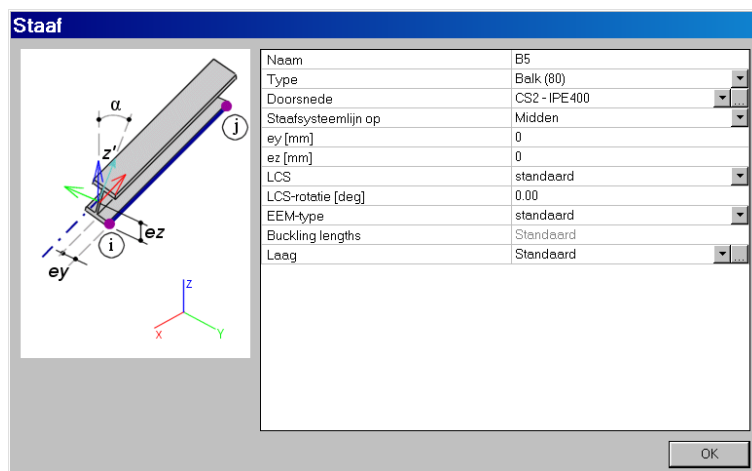 Staaf
α
j
z'
ez
i
ey
z
x
Y
Naam B5
Type Balk (80)
Doorsnede CS2 - IPE400 ...
Staafsysteemlijn op Midden
ey [mm] 0
ez [mm] 0
LCS standaard
LCS-rotatie [deg] 0.00
EEM-type standaard
Buckling lengths Standaard
Laag Standaard ...
OK